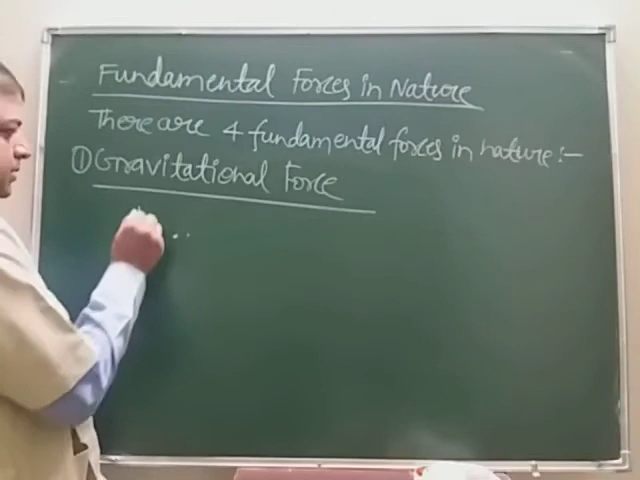 Fundamental Forces in Nature
There are 4 fundamental forces in nature:-
① Gravitational Force